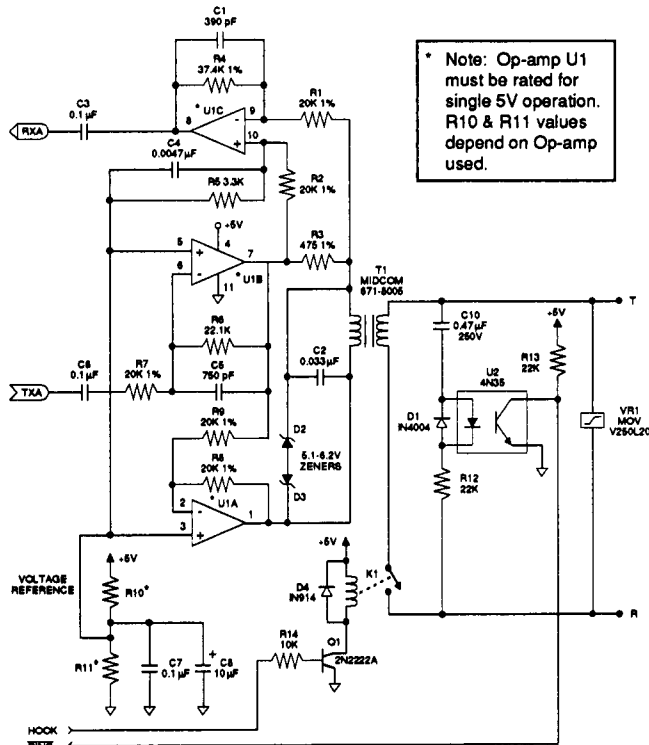 C1
390 pF
R4
37.4K 1%
* U1C
8
9
10
-
+
R1
20K 1%
C3
0.1µF
RXA
C4
0.0047µF
R5 3.3K
R2
20K 1%
* Note: Op-amp U1
must be rated for
single 5V operation.
R10 & R11 values
depend on Op-amp
used.
+5V
5
4
7
6
11
+
-
* U1B
R3
475 1%
T1
MIDCOM
671-8005
R6
22.1K
C5
750 pF
C2
0.033µF
C6
0.1µF
R7
20K 1%
TXA
R9
20K 1%
R8
20K 1%
* U1A
2
3
1
-
+
D2
5.1-6.2V
ZENERS
D3
C10
0.47µF
250V
+5V
R13
22K
U2
4N35
D1
IN4004
R12
22K
T
VR1
MOV
V250L20
R
VOLTAGE
REFERENCE
+5V
R10*
R11*
C7
0.1µF
+
C8
10µF
+5V
D4
IN914
K1
R14
10K
Q1
2N2222A
HOOK